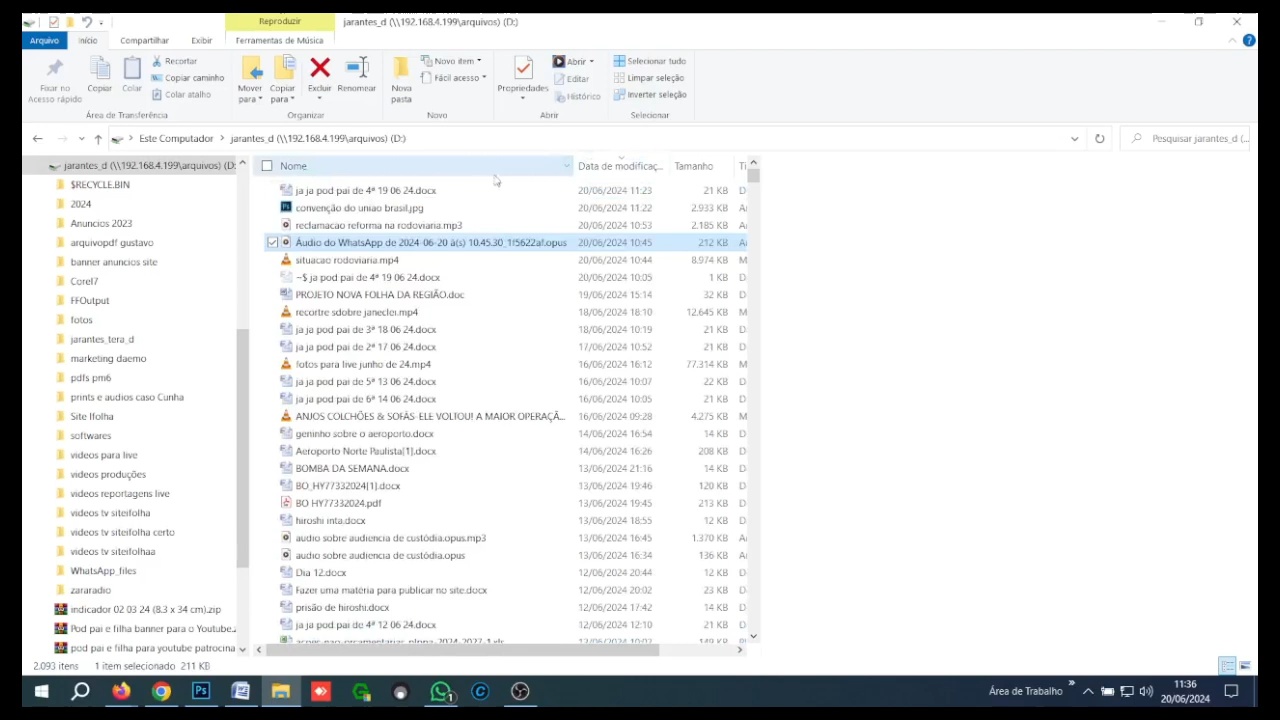 Reproduzir jarantes_d (\\192.168.4.199\arquivos) (D:)
Arquivo Início Compartilhar Exibir Ferramentas de Música
Fixar no Acesso rápido Copiar Colar Recortar Copiar caminho Colar atalho
Mover para Copiar para Excluir Renomear
Nova pasta Novo item Fácil acesso
Propriedades Abrir Editar Histórico
Selecionar tudo Limpar seleção Inverter seleção
Área de Transferência Organizar Novo Abrir Selecionar
Este Computador > jarantes_d (\\192.168.4.199\arquivos) (D:) Pesquisar jarantes_d (...
jarantes_d (\\192.168.4.199\arquivos) (D:
$RECYCLE.BIN
2024
Anuncios 2023
arquivopdf gustavo
banner anuncios site
Corel7
FFOutput
fotos
jarantes_tera_d
marketing daemo
pdfs pm6
prints e audios caso Cunha
Site Ifolha
softwares
videos para live
videos produções
videos reportagens live
videos tv siteifolha
videos tv siteifolha certo
videos tv siteifolhaa
WhatsApp_files
zararadio
indicador 02 03 24 (8.3 x 34 cm).zip
Pod pai e filha banner para o Youtube.
pod pai e filha para youtube patrocina
Nome Data de modificaç... Tamanho Ti
ja ja pod pai de 4ª 19 06 24.docx 20/06/2024 11:23 21 KB D
convenção do uniao brasil.jpg 20/06/2024 11:22 2.933 KB A
reclamacao reforma na rodoviaria.mp3 20/06/2024 10:53 2.185 KB A
Áudio do WhatsApp de 2024-06-20 à(s) 10.45.30_1f5622af.opus 20/06/2024 10:45 212 KB A
situacao rodoviaria.mp4 20/06/2024 10:44 8.974 KB M
~$ ja pod pai de 4ª 19 06 24.docx 20/06/2024 10:05 1 KB D
PROJETO NOVA FOLHA DA REGIÃO.doc 19/06/2024 15:14 32 KB D
recortre sdobre janeclei.mp4 18/06/2024 18:10 12.645 KB M
ja ja pod pai de 3ª 18 06 24.docx 18/06/2024 10:19 21 KB D
ja ja pod pai de 2ª 17 06 24.docx 17/06/2024 10:52 21 KB D
fotos para live junho de 24.mp4 16/06/2024 16:12 77.314 KB M
ja ja pod pai de 5ª 13 06 24.docx 16/06/2024 10:07 22 KB D
ja ja pod pai de 6ª 14 06 24.docx 16/06/2024 10:05 21 KB D
ANJOS COLCHÕES & SOFÁS-ELE VOLTOU! A MAIOR OPERAÇÃ... 16/06/2024 09:28 4.275 KB M
geninho sobre o aeroporto.docx 14/06/2024 16:54 14 KB D
Aeroporto Norte Paulista[1].docx 14/06/2024 16:26 208 KB D
BOMBA DA SEMANA.docx 13/06/2024 21:16 14 KB D
BO_HY77332024[1].docx 13/06/2024 19:46 120 KB D
BO HY77332024.pdf 13/06/2024 19:45 213 KB D
hiroshi inta.docx 13/06/2024 18:55 12 KB D
audio sobre audiencia de custódia.opus.mp3 13/06/2024 16:45 1.370 KB A
audio sobre audiencia de custódia.opus 13/06/2024 16:34 136 KB A
Dia 12.docx 12/06/2024 20:44 12 KB D
Fazer uma matéria para publicar no site.docx 12/06/2024 20:02 23 KB D
prisão de hiroshi.docx 12/06/2024 17:42 14 KB D
ja ja pod pai de 4ª 12 06 24.docx 12/06/2024 12:10 21 KB D
2.093 itens 1 item selecionado 211 KB
Área de Trabalho 11:36
20/06/2024